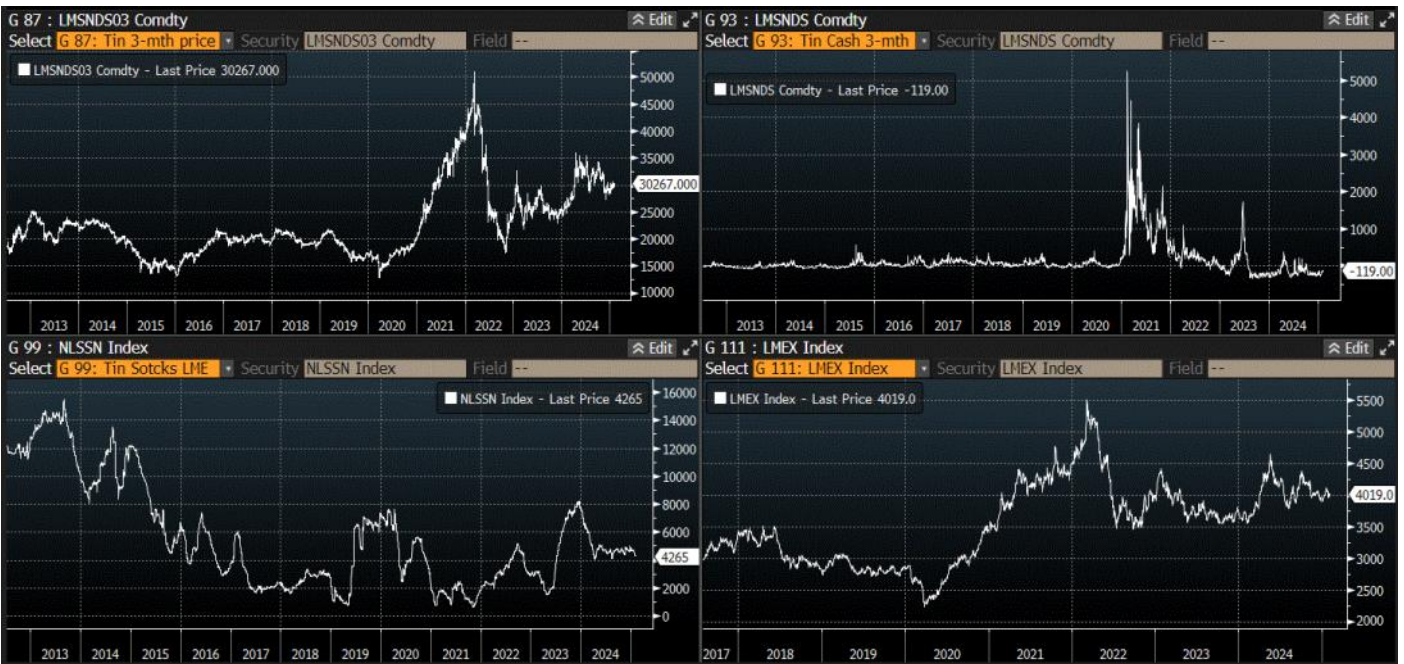 G 87 : LMSNDS03 Comdty
Edit
Select G 87: Tin 3-mth price Security LMSNDS03 Comdty Field --
LMSNDS03 Comdty - Last Price 30267.000
50000
45000
40000
35000
30267.000
25000
20000
15000
10000
2013 2014 2015 2016 2017 2018 2019 2020 2021 2022 2023 2024
G 93 : LMSNDS Comdty
Edit
Select G 93: Tin Cash 3-mth Security LMSNDS Comdty Field --
LMSNDS Comdty - Last Price -119.00
5000
4000
3000
2000
1000
-119.00
2013 2014 2015 2016 2017 2018 2019 2020 2021 2022 2023 2024
G 99 : NLSSN Index
Edit
Select G 99: Tin Sotcks LME Security NLSSN Index Field --
NLSSN Index - Last Price 4265
16000
14000
12000
10000
8000
6000
4265
2000
0
2013 2014 2015 2016 2017 2018 2019 2020 2021 2022 2023 2024
G 111 : LMEX Index
Edit
Select G 111: LMEX Index Security LMEX Index Field --
LMEX Index - Last Price 4019.0
5500
5000
4500
4019.0
3500
3000
2500
2000
2017 2018 2019 2020 2021 2022 2023 2024